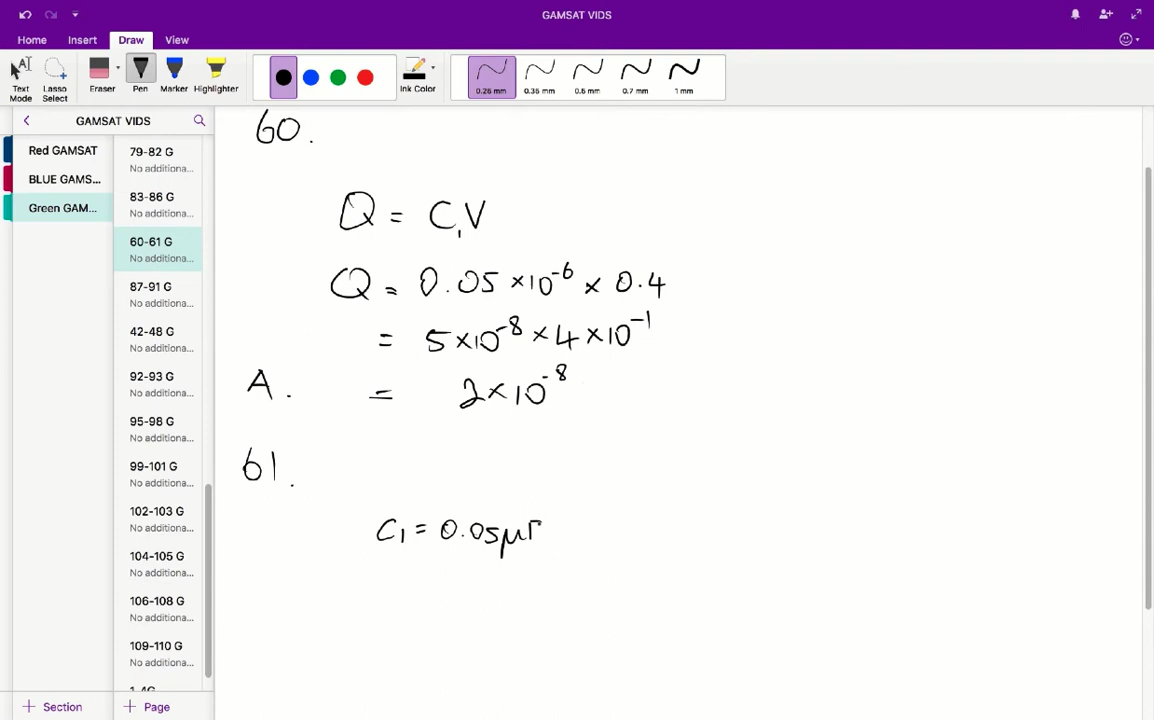 GAMSAT VIDS
Home Insert Draw View
Text Mode
Lasso Select
Eraser
Pen
Marker
Highlighter
Ink Color
0.25 mm
0.35 mm
0.5 mm
0.7 mm
1 mm
GAMSAT VIDS
Red GAMSAT
BLUE GAMS...
Green GAM...
79-82 G
No additiona...
83-86 G
No additiona...
60-61 G
No additiona...
87-91 G
No additiona...
42-48 G
No additiona...
92-93 G
No additiona...
95-98 G
No additiona...
99-101 G
No additiona...
102-103 G
No additiona...
104-105 G
No additiona...
106-108 G
No additiona...
109-110 G
No additiona...
+ Section
+ Page
60.
Q = C₁V
Q = 0.05 ×10⁻⁶ × 0.4
= 5×10⁻⁸ × 4×10⁻¹
A. = 2×10⁻⁸
61.
C₁ = 0.05μF